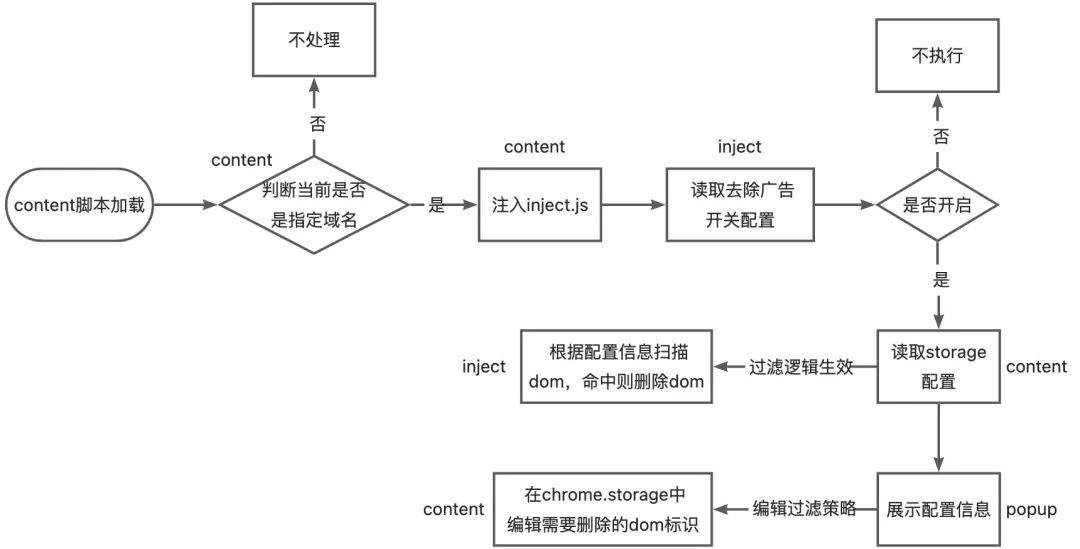 不处理
不执行
否
否
content
content
inject
content脚本加载
判断当前是否
是指定域名
是
注入inject.js
读取去除广告
开关配置
是否开启
是
inject
根据配置信息扫描
dom，命中则删除dom
过滤逻辑生效
读取storage
配置
content
content
在chrome.storage中
编辑需要删除的dom标识
编辑过滤策略
展示配置信息
popup